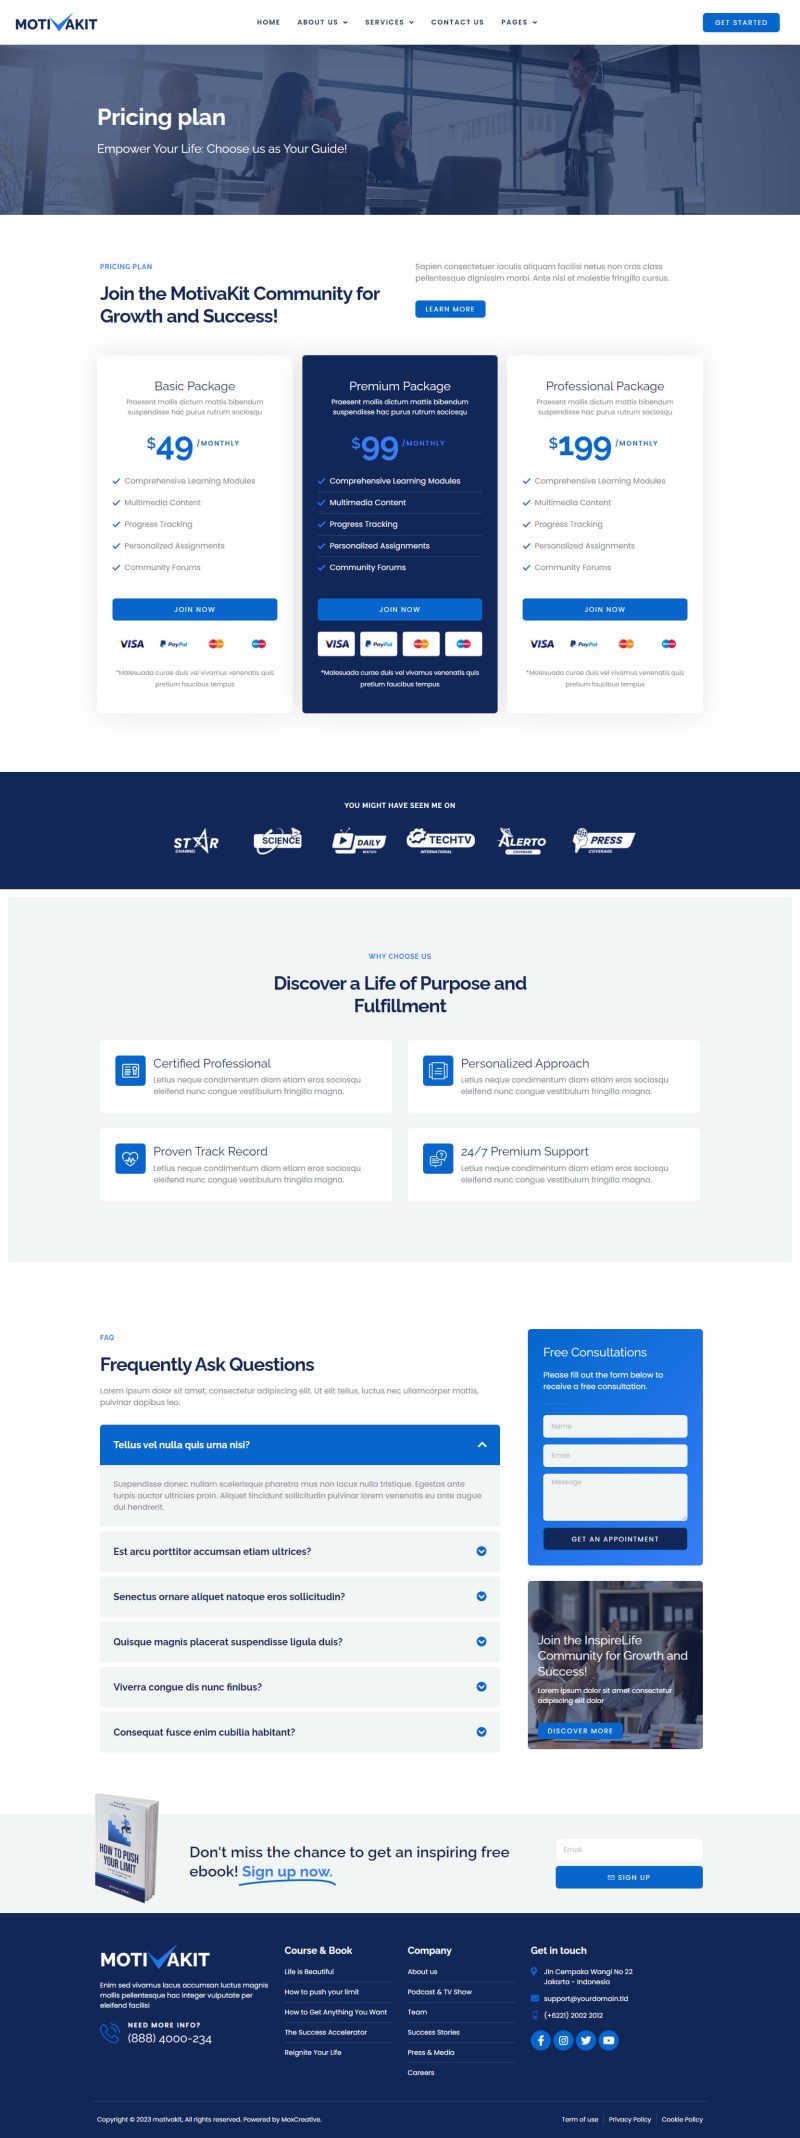 MOTIVAKIT
HOME
ABOUT US
SERVICES
CONTACT US
PAGES
GET STARTED
Pricing plan
Empower Your Life: Choose us as Your Guide!
PRICING PLAN
Join the MotivaKit Community for
Growth and Success!
Sapien consectetuer iaculis aliquam facilisi netus non cras class
pellentesque dignissim morbi. Ante nisl et molestie fringilla cursus.
LEARN MORE
Basic Package
Praesent mollis dictum mattis bibendum
suspendisse hac purus rutrum sociosqu
$49 /MONTHLY
Comprehensive Learning Modules
Multimedia Content
Progress Tracking
Personalized Assignments
Community Forums
JOIN NOW
VISA PayPal
*Malesuada curae duis vel vivamus venenatis quis
pretium faucibus tempus
Premium Package
Praesent mollis dictum mattis bibendum
suspendisse hac purus rutrum sociosqu
$99 /MONTHLY
Comprehensive Learning Modules
Multimedia Content
Progress Tracking
Personalized Assignments
Community Forums
JOIN NOW
VISA PayPal
*Malesuada curae duis vel vivamus venenatis quis
pretium faucibus tempus
Professional Package
Praesent mollis dictum mattis bibendum
suspendisse hac purus rutrum sociosqu
$199 /MONTHLY
Comprehensive Learning Modules
Multimedia Content
Progress Tracking
Personalized Assignments
Community Forums
JOIN NOW
VISA PayPal
*Malesuada curae duis vel vivamus venenatis quis
pretium faucibus tempus
YOU MIGHT HAVE SEEN ME ON
STAR
CHANNEL
SCIENCE
DAILY
WATCH
TECHTV
INTERNATIONAL
ALERTO
COVERAGE
PRESS
COVERAGE
WHY CHOOSE US
Discover a Life of Purpose and
Fulfillment
Certified Professional
Letius neque condimentum diam etiam eros sociosqu
eleifend nunc congue vestibulum fringilla magna.
Personalized Approach
Letius neque condimentum diam etiam eros sociosqu
eleifend nunc congue vestibulum fringilla magna.
Proven Track Record
Letius neque condimentum diam etiam eros sociosqu
eleifend nunc congue vestibulum fringilla magna.
24/7 Premium Support
Letius neque condimentum diam etiam eros sociosqu
eleifend nunc congue vestibulum fringilla magna.
FAQ
Frequently Ask Questions
Lorem ipsum dolor sit amet, consectetur adipiscing elit. Ut elit tellus, luctus nec ullamcorper mattis,
pulvinar dapibus leo.
Tellus vel nulla quis urna nisi?
Suspendisse donec nullam scelerisque pharetra mus non lacus nulla tristique. Egestas ante
turpis auctor ultricies proin. Aliquet tincidunt sollicitudin pulvinar lorem venenatis eu ante augue
dui hendrerit.
Est arcu porttitor accumsan etiam ultrices?
Senectus ornare aliquet natoque eros sollicitudin?
Quisque magnis placerat suspendisse ligula duis?
Viverra congue dis nunc finibus?
Consequat fusce enim cubilia habitant?
Free Consultations
Please fill out the form below to
receive a free consultation.
Name
Email
Message
GET AN APPOINTMENT
Join the InspireLife
Community for Growth and
Success!
Lorem ipsum dolor sit amet consectetur
adipiscing elit dolor
DISCOVER MORE
HOW TO PUSH
YOUR LIMIT
Don't miss the chance to get an inspiring free
ebook! Sign up now.
Email
SIGN UP
MOTIVAKIT
Enim sed vivamus lacus accumsan luctus magnis
mollis pellentesque hac integer vulputate per
eleifend facilisi
NEED MORE INFO?
(888) 4000-234
Course & Book
Life is Beautiful
How to push your limit
How to Get Anything You Want
The Success Accelerator
Reignite Your Life
Company
About us
Podcast & TV Show
Team
Success Stories
Press & Media
Careers
Get in touch
Jln Cempaka Wangi No 22
Jakarta - Indonesia
support@yourdomain.tld
(+6221) 2002 2012
Copyright © 2023 motivakit, All rights reserved. Powered by MoxCreative.
Term of use
Privacy Policy
Cookie Policy